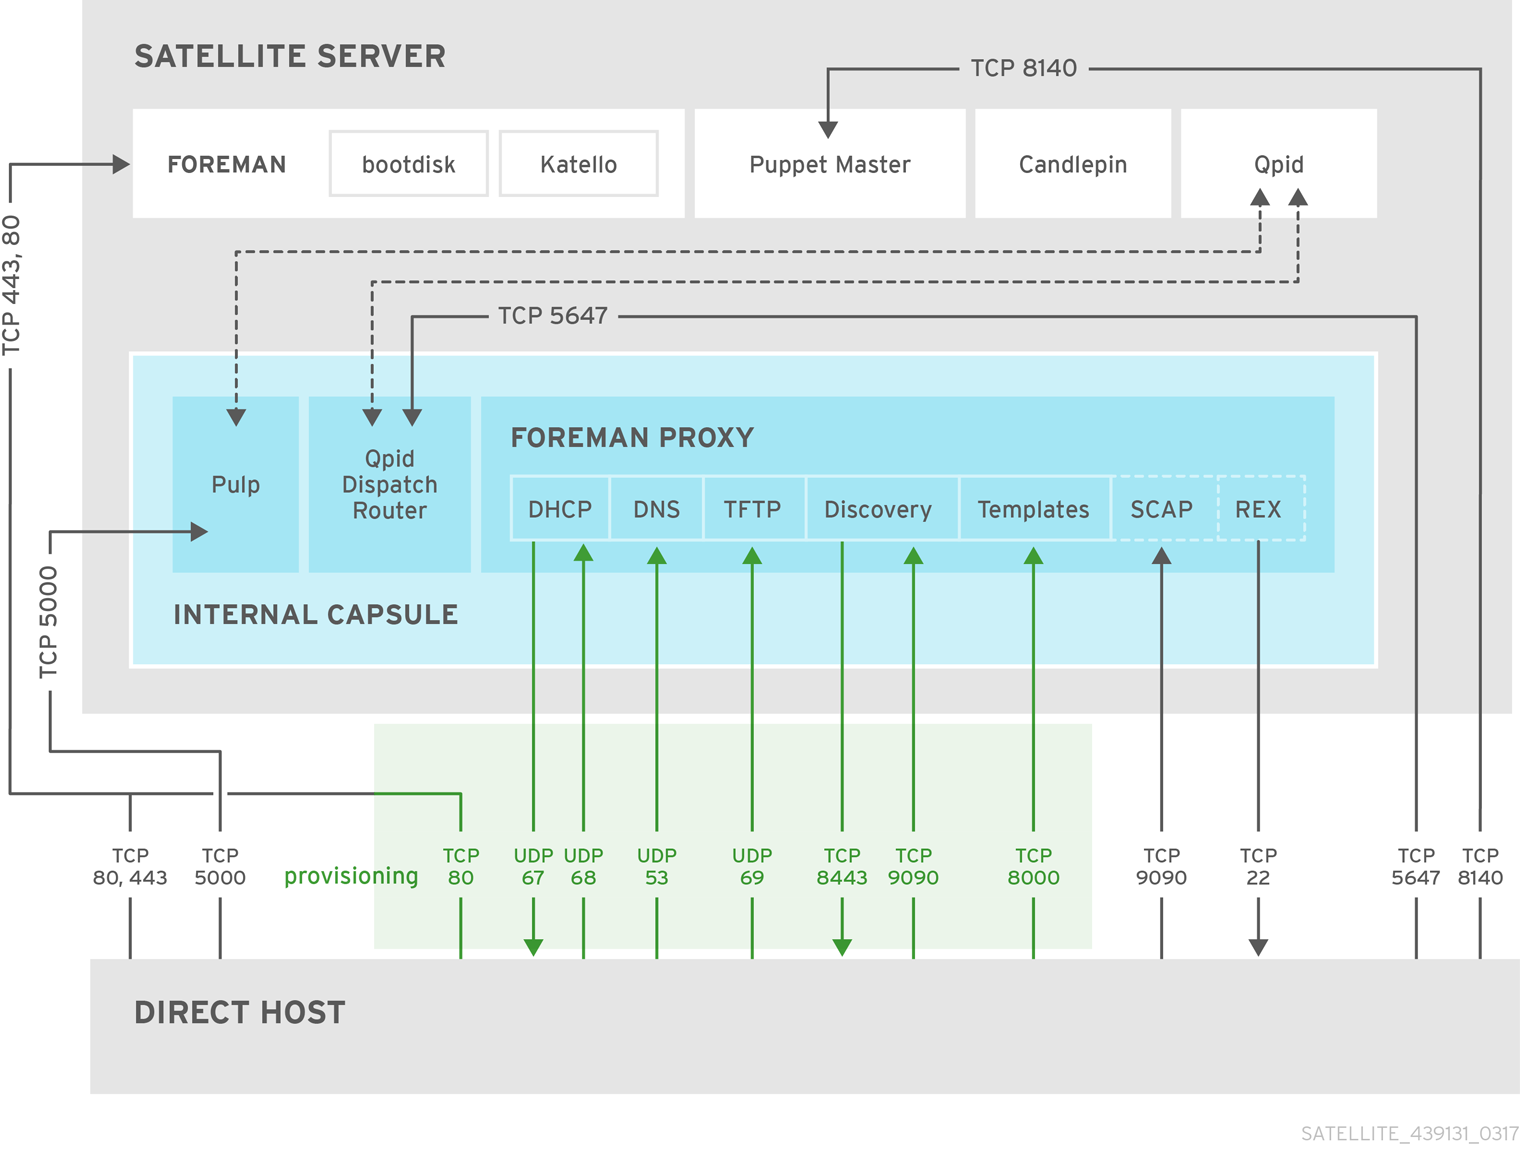 SATELLITE SERVER
TCP 8140
FOREMAN
bootdisk
Katello
Puppet Master
Candlepin
Qpid
TCP 443, 80
TCP 5647
FOREMAN PROXY
Pulp
Qpid
Dispatch
Router
DHCP
DNS
TFTP
Discovery
Templates
SCAP
REX
INTERNAL CAPSULE
TCP 5000
TCP
80, 443
TCP
5000
provisioning
TCP
80
UDP
67
UDP
68
UDP
53
UDP
69
TCP
8443
TCP
9090
TCP
8000
TCP
9090
TCP
22
TCP
5647
TCP
8140
DIRECT HOST
SATELLITE_439131_0317